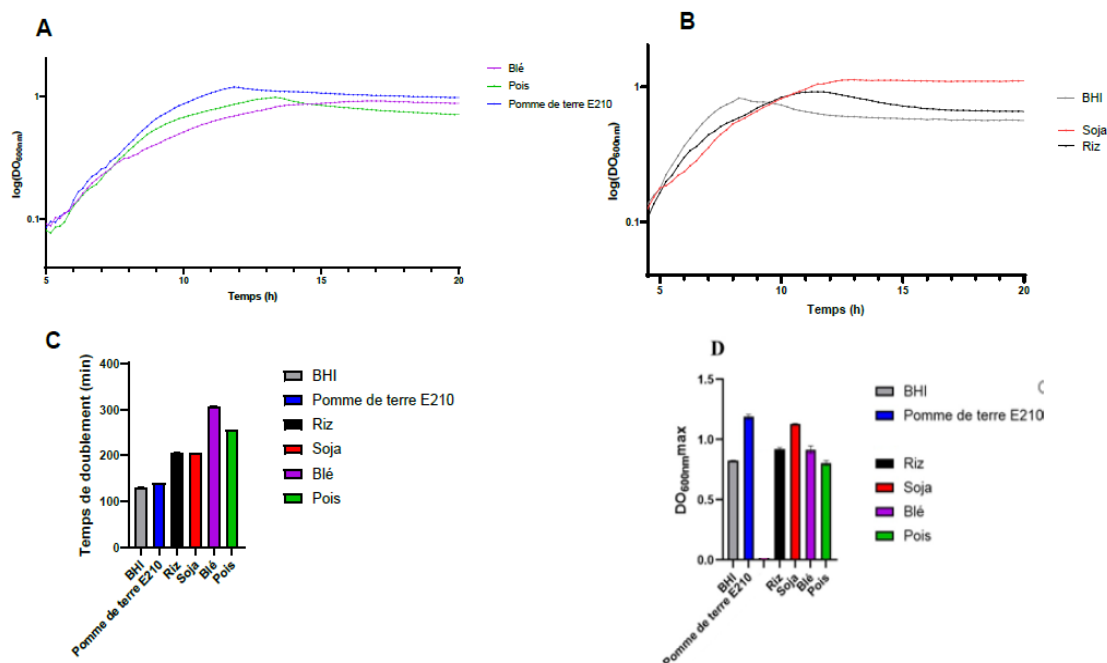 A
log(DO600nm)
1
0.1
5
10
15
20
Temps (h)
Blé
Pois
Pomme de terre E210
B
log(DO600nm)
1
0.1
5
10
15
20
Temps (h)
BHI
Soja
Riz
C
Temps de doublement (min)
400
300
200
100
0
BHI
Pomme de terre E210
Riz
Soja
Blé
Pois
BHI
Pomme de terre E210
Riz
Soja
Blé
Pois
D
DO600nmmax
1.5
1.0
0.5
0.0
BHI
Pomme de terre E210
Riz
Soja
Blé
Pois
BHI
Pomme de terre E210
Riz
Soja
Blé
Pois